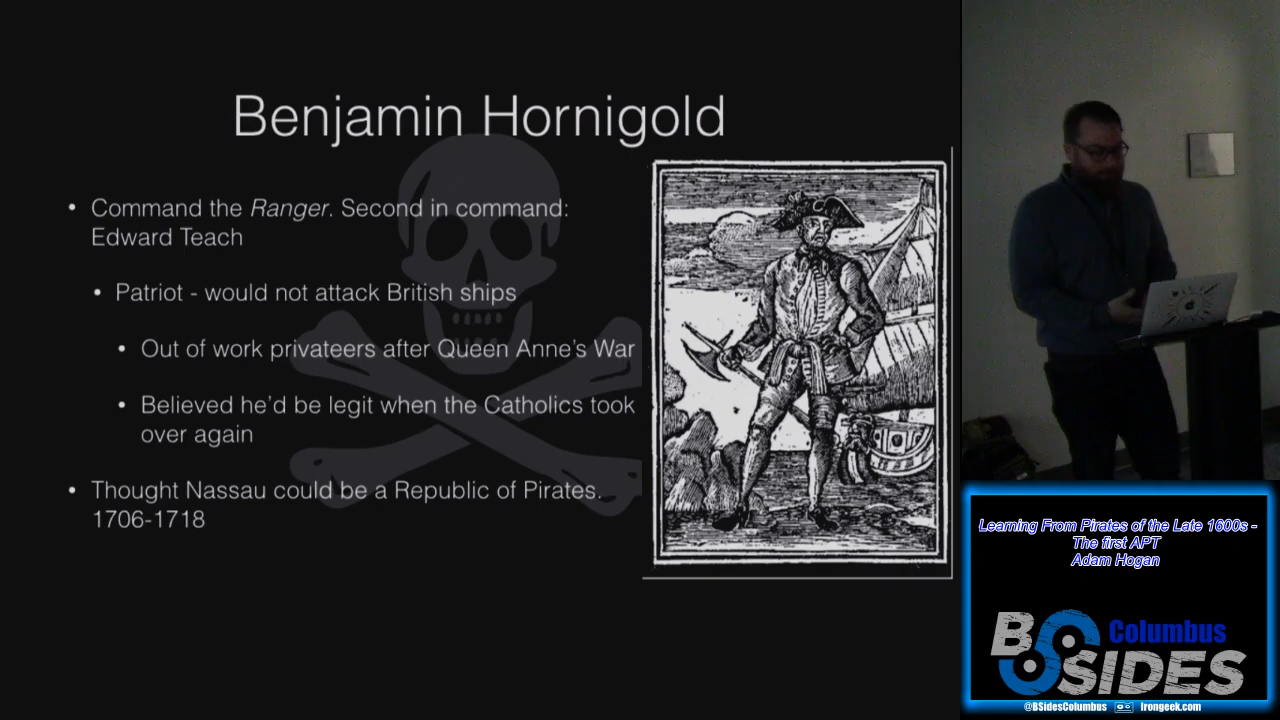 Benjamin Hornigold
• Command the Ranger. Second in command:
Edward Teach
• Patriot - would not attack British ships
• Out of work privateers after Queen Anne's War
• Believed he'd be legit when the Catholics took
over again
• Thought Nassau could be a Republic of Pirates.
1706-1718
Learning From Pirates of the Late 1600s -
The first APT
Adam Hogan
BSIDES Columbus
@BSidesColumbus Irongeek.com